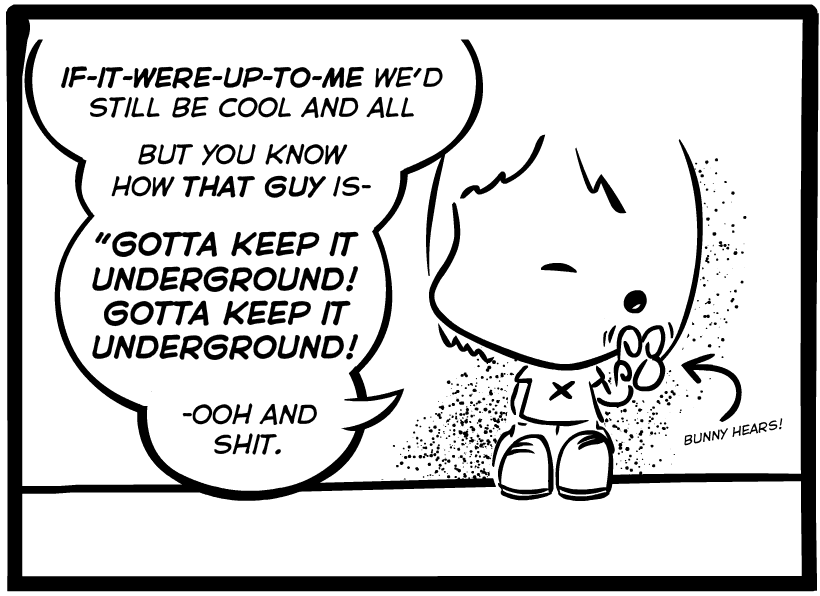 IF-IT-WERE-UP-TO-ME WE'D
STILL BE COOL AND ALL
BUT YOU KNOW
HOW THAT GUY IS-
"GOTTA KEEP IT
UNDERGROUND!
GOTTA KEEP IT
UNDERGROUND!
-OOH AND
SHIT.
BUNNY HEARS!